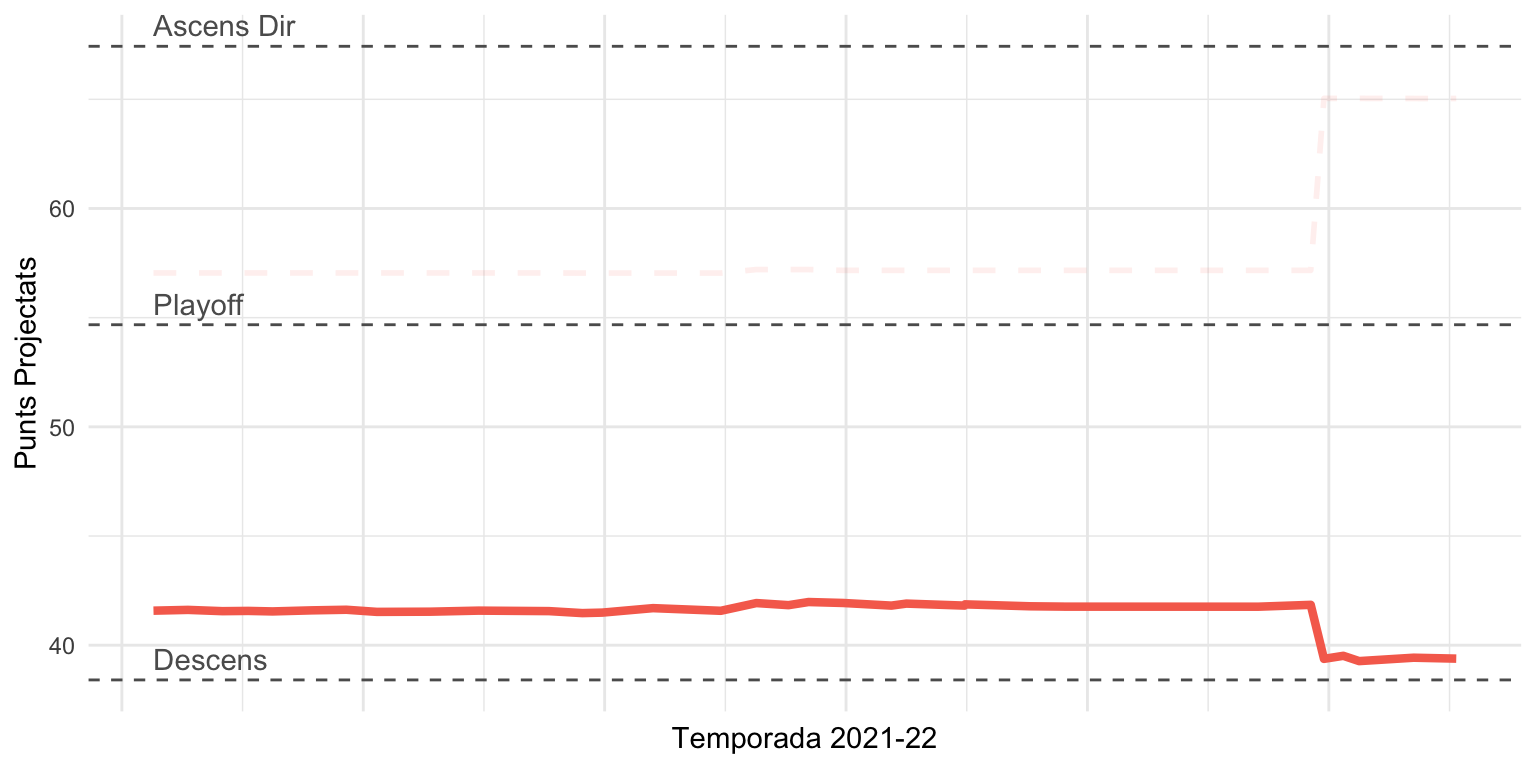 Ascens Dir
60
Playoff
50
40
Descens
Punts Projectats
Temporada 2021-22